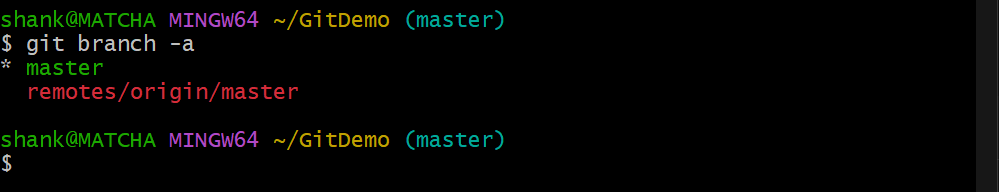 shank@MATCHA MINGW64 ~/GitDemo (master)
$ git branch -a
* master
  remotes/origin/master
shank@MATCHA MINGW64 ~/GitDemo (master)
$